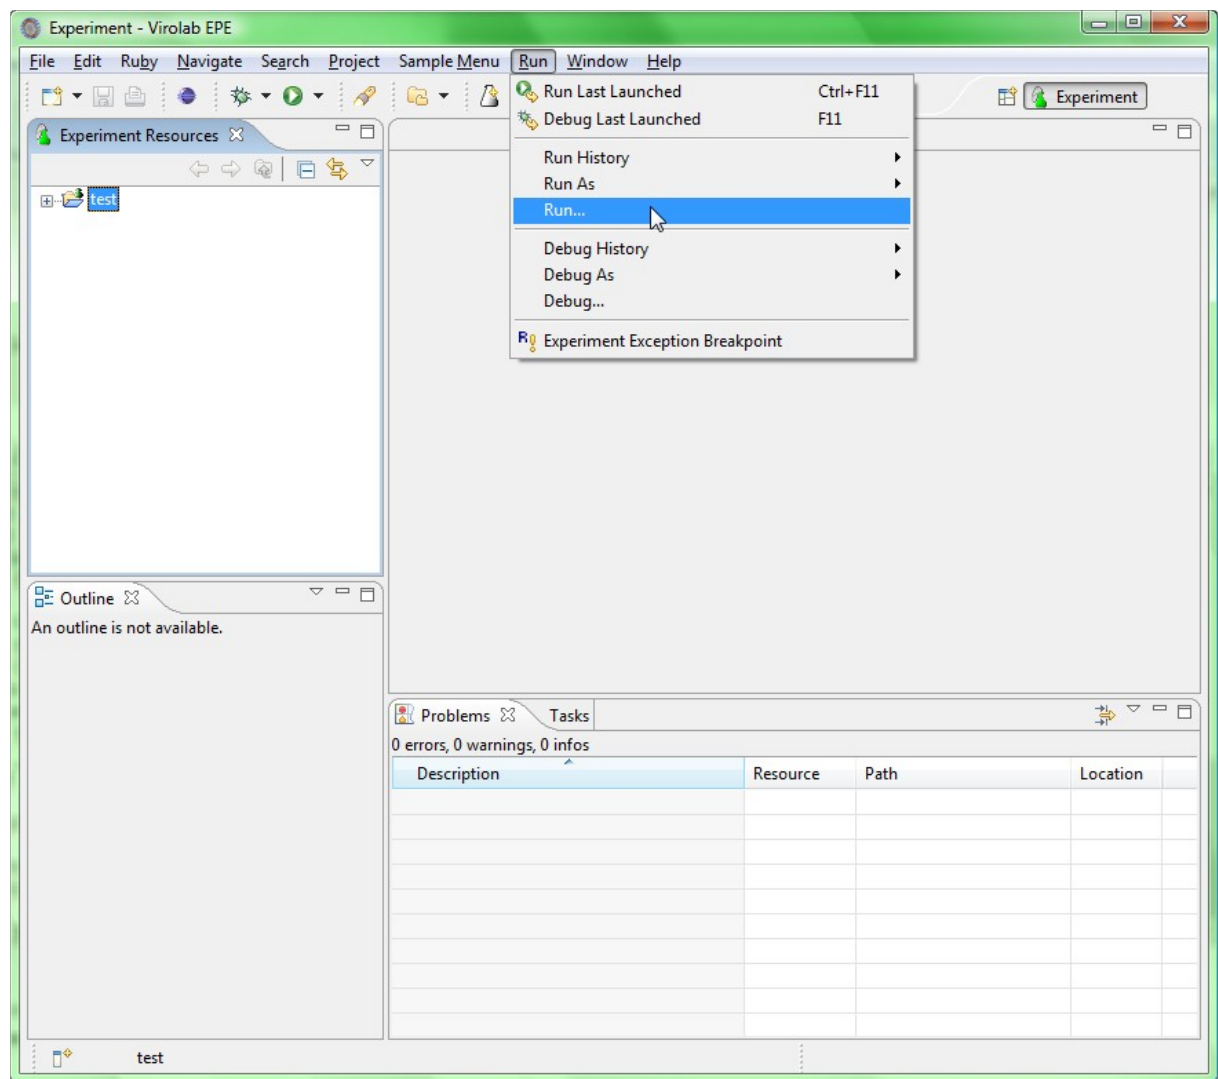 Experiment - Virolab EPE
File Edit Ruby Navigate Search Project Sample Menu Run Window Help
Experiment
Run Last Launched Ctrl+F11
Debug Last Launched F11
Run History
Run As
Run...
Debug History
Debug As
Debug...
Experiment Exception Breakpoint
Experiment Resources
test
Outline
An outline is not available.
Problems Tasks
0 errors, 0 warnings, 0 infos
Description Resource Path Location
test